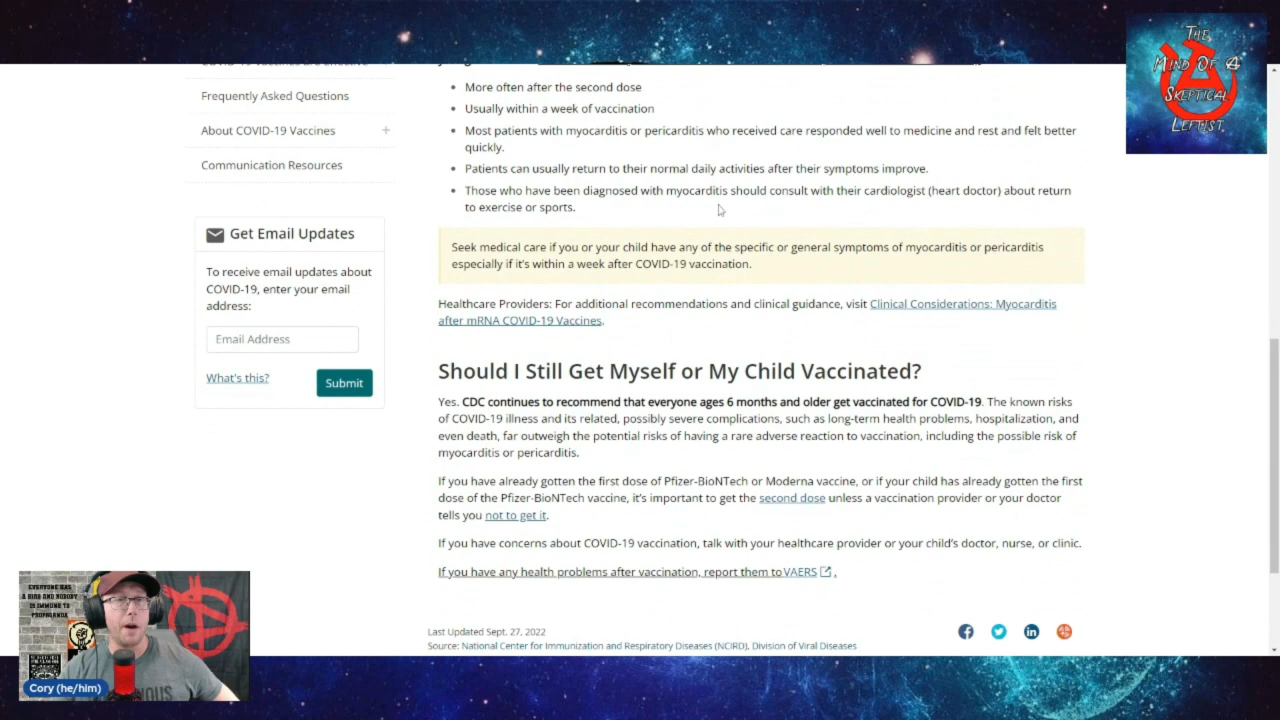 THE
MIND OF A
SKEPTICAL
LEFTIST
Frequently Asked Questions
About COVID-19 Vaccines +
Communication Resources
Get Email Updates
To receive email updates about
COVID-19, enter your email
address:
Email Address
What's this?
Submit
More often after the second dose
Usually within a week of vaccination
Most patients with myocarditis or pericarditis who received care responded well to medicine and rest and felt better
quickly.
Patients can usually return to their normal daily activities after their symptoms improve.
Those who have been diagnosed with myocarditis should consult with their cardiologist (heart doctor) about return
to exercise or sports.
Seek medical care if you or your child have any of the specific or general symptoms of myocarditis or pericarditis
especially if it's within a week after COVID-19 vaccination.
Healthcare Providers: For additional recommendations and clinical guidance, visit Clinical Considerations: Myocarditis
after mRNA COVID-19 Vaccines.
Should I Still Get Myself or My Child Vaccinated?
Yes. CDC continues to recommend that everyone ages 6 months and older get vaccinated for COVID-19. The known risks
of COVID-19 illness and its related, possibly severe complications, such as long-term health problems, hospitalization, and
even death, far outweigh the potential risks of having a rare adverse reaction to vaccination, including the possible risk of
myocarditis or pericarditis.
If you have already gotten the first dose of Pfizer-BioNTech or Moderna vaccine, or if your child has already gotten the first
dose of the Pfizer-BioNTech vaccine, it's important to get the second dose unless a vaccination provider or your doctor
tells you not to get it.
If you have concerns about COVID-19 vaccination, talk with your healthcare provider or your child's doctor, nurse, or clinic.
If you have any health problems after vaccination, report them to VAERS .
Last Updated Sept. 27, 2022
Source: National Center for Immunization and Respiratory Diseases (NCIRD), Division of Viral Diseases
EVERYONE HAS
A BIAS AND NOBODY
IS IMMUNE TO
PROPAGANDA
Cory (he/him)